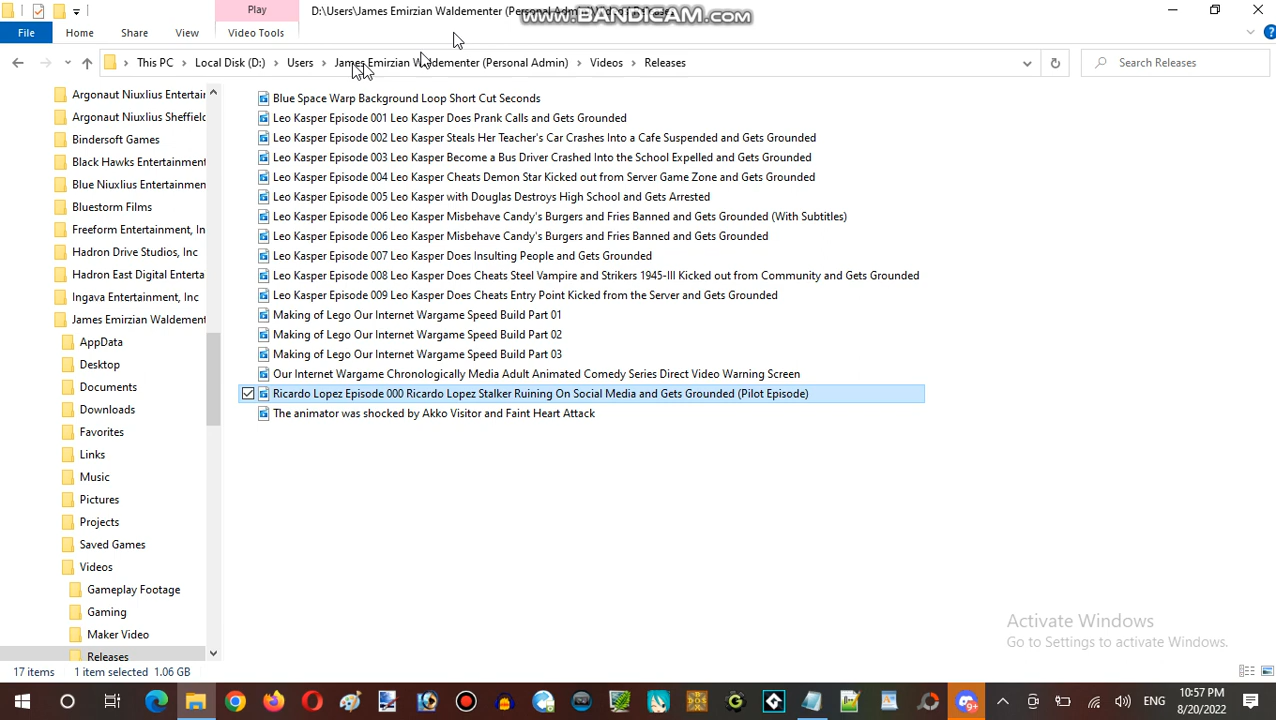 Play
D:\Users\James Emirzian Waldementer (Personal Admin)\Videos\Releases
www.BANDICAM.com
File
Home
Share
View
Video Tools
This PC
Local Disk (D:)
Users
James Emirzian Waldementer (Personal Admin)
Videos
Releases
Search Releases
Argonaut Niuxlius Entertai
Argonaut Niuxlius Sheffield
Bindersoft Games
Black Hawks Entertainment
Blue Niuxlius Entertainmen
Bluestorm Films
Freeform Entertainment, In
Hadron Drive Studios, Inc
Hadron East Digital Enterta
Ingava Entertainment, Inc
James Emirzian Waldement
AppData
Desktop
Documents
Downloads
Favorites
Links
Music
Pictures
Projects
Saved Games
Videos
Gameplay Footage
Gaming
Maker Video
Releases
Blue Space Warp Background Loop Short Cut Seconds
Leo Kasper Episode 001 Leo Kasper Does Prank Calls and Gets Grounded
Leo Kasper Episode 002 Leo Kasper Steals Her Teacher's Car Crashes Into a Cafe Suspended and Gets Grounded
Leo Kasper Episode 003 Leo Kasper Become a Bus Driver Crashed Into the School Expelled and Gets Grounded
Leo Kasper Episode 004 Leo Kasper Cheats Demon Star Kicked out from Server Game Zone and Gets Grounded
Leo Kasper Episode 005 Leo Kasper with Douglas Destroys High School and Gets Arrested
Leo Kasper Episode 006 Leo Kasper Misbehave Candy's Burgers and Fries Banned and Gets Grounded (With Subtitles)
Leo Kasper Episode 006 Leo Kasper Misbehave Candy's Burgers and Fries Banned and Gets Grounded
Leo Kasper Episode 007 Leo Kasper Does Insulting People and Gets Grounded
Leo Kasper Episode 008 Leo Kasper Does Cheats Steel Vampire and Strikers 1945-III Kicked out from Community and Gets Grounded
Leo Kasper Episode 009 Leo Kasper Does Cheats Entry Point Kicked from the Server and Gets Grounded
Making of Lego Our Internet Wargame Speed Build Part 01
Making of Lego Our Internet Wargame Speed Build Part 02
Making of Lego Our Internet Wargame Speed Build Part 03
Our Internet Wargame Chronologically Media Adult Animated Comedy Series Direct Video Warning Screen
Ricardo Lopez Episode 000 Ricardo Lopez Stalker Ruining On Social Media and Gets Grounded (Pilot Episode)
The animator was shocked by Akko Visitor and Faint Heart Attack
Activate Windows
Go to Settings to activate Windows.
17 items
1 item selected 1.06 GB
ENG
10:57 PM
8/20/2022